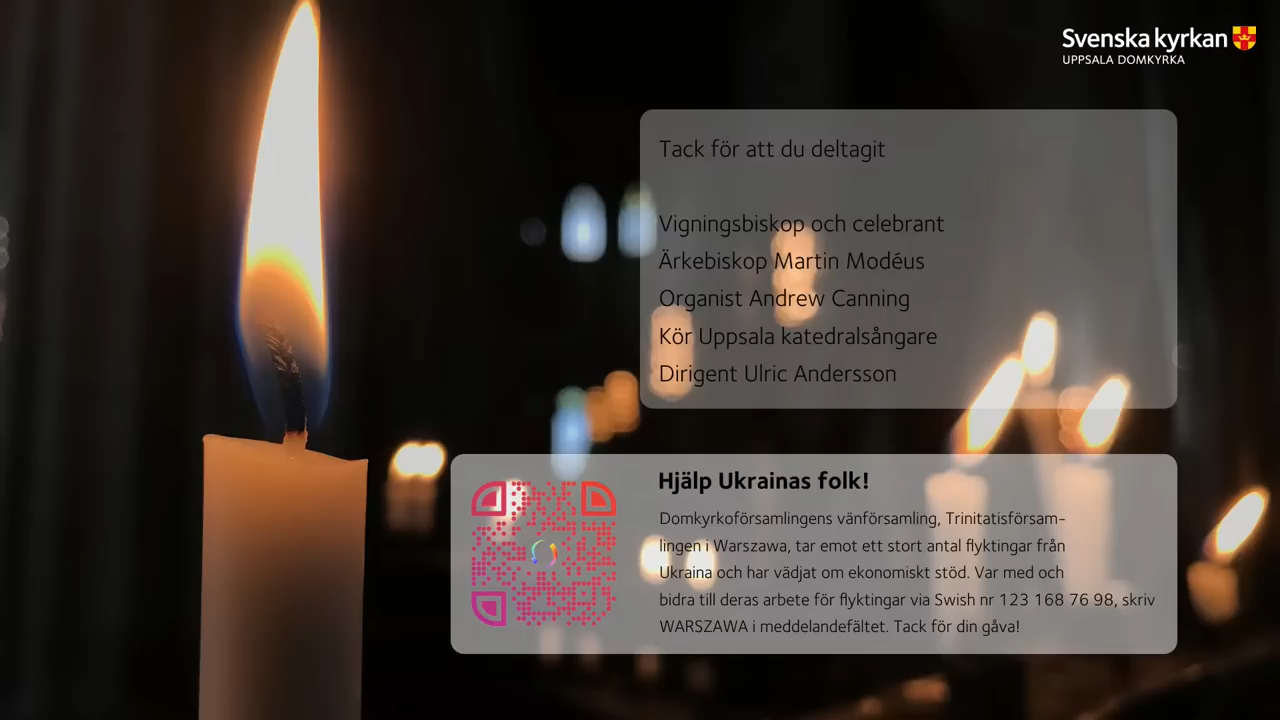 Svenska kyrkan
UPPSALA DOMKYRKA
Tack för att du deltagit
Vigningsbiskop och celebrant
Ärkebiskop Martin Modéus
Organist Andrew Canning
Kör Uppsala katedralsångare
Dirigent Ulric Andersson
Hjälp Ukrainas folk!
Domkyrkoförsamlingens vänförsamling, Trinitatisförsam-
lingen i Warszawa, tar emot ett stort antal flyktingar från
Ukraina och har vädjat om ekonomiskt stöd. Var med och
bidra till deras arbete för flyktingar via Swish nr 123 168 76 98, skriv
WARSZAWA i meddelandefältet. Tack för din gåva!